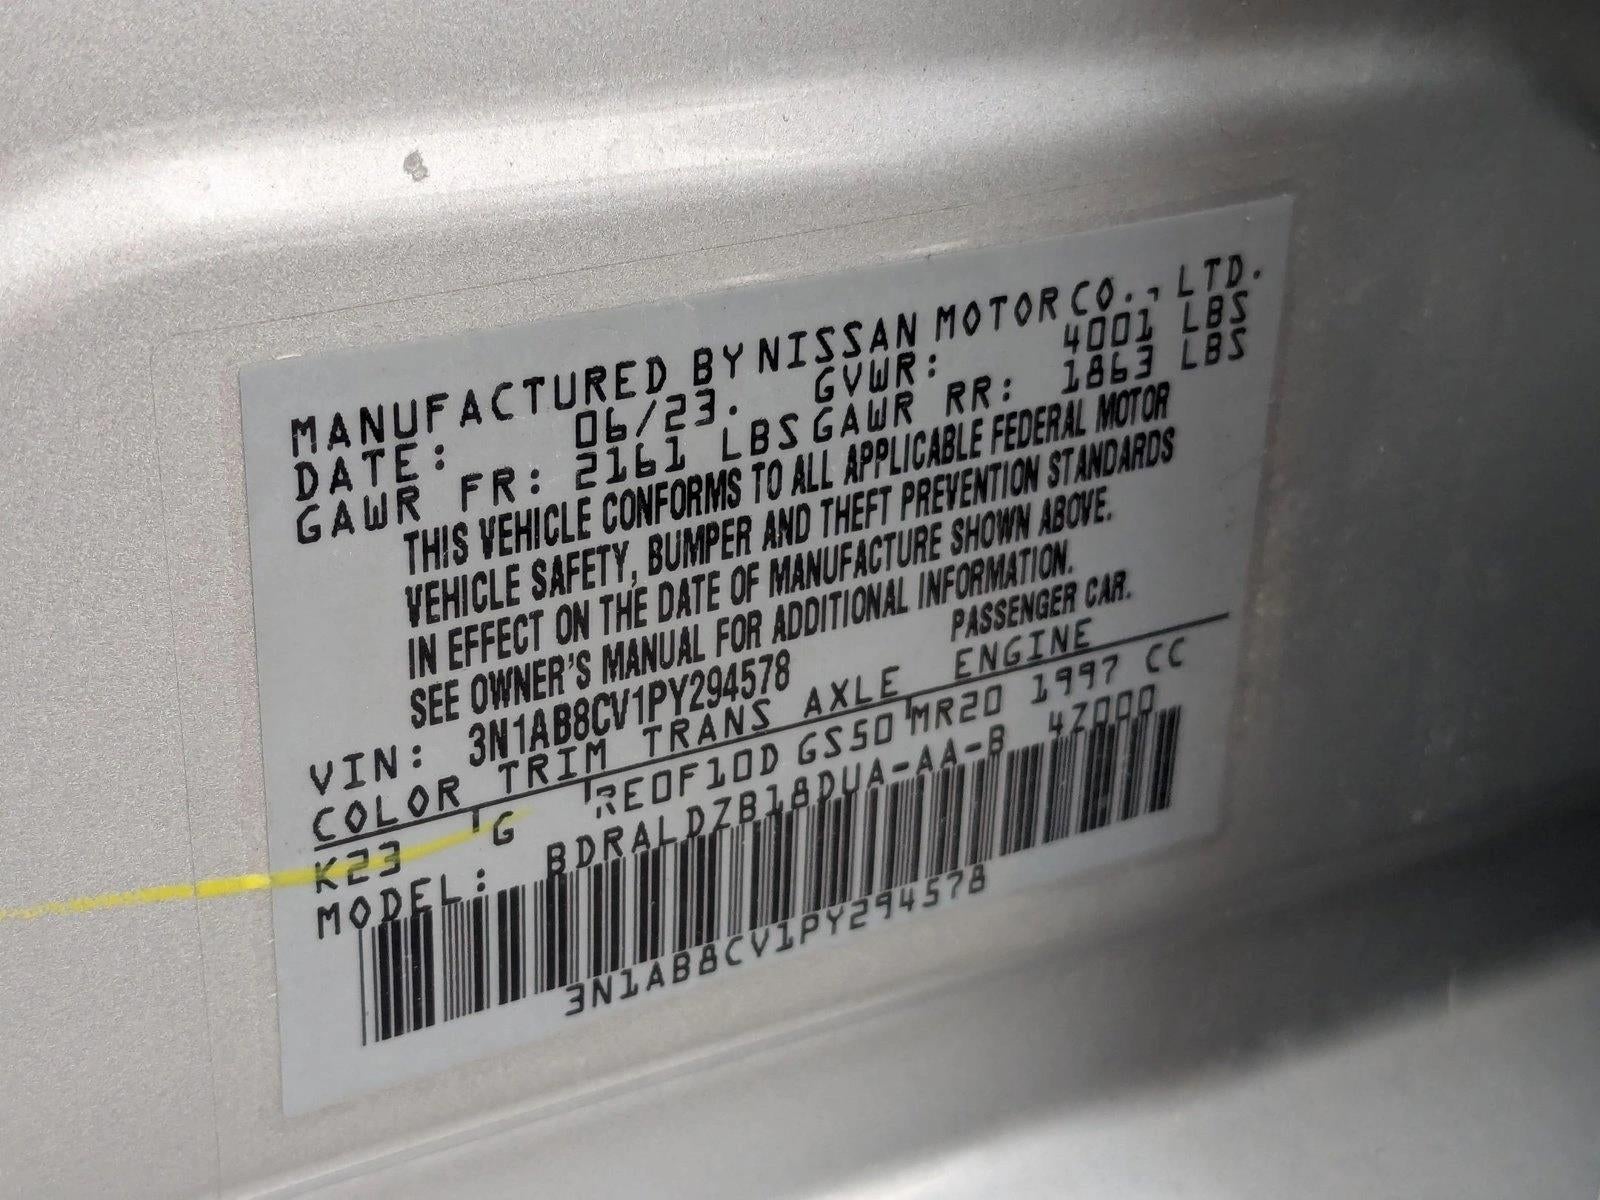 MANUFACTURED BY NISSAN MOTOR CO., LTD.
DATE: 06/23. GVWR: 4001 LBS
GAWR FR: 2161 LBS GAWR RR: 1863 LBS
THIS VEHICLE CONFORMS TO ALL APPLICABLE FEDERAL MOTOR
VEHICLE SAFETY, BUMPER AND THEFT PREVENTION STANDARDS
IN EFFECT ON THE DATE OF MANUFACTURE SHOWN ABOVE.
SEE OWNER'S MANUAL FOR ADDITIONAL INFORMATION.
VIN: 3N1AB8CV1PY294578 PASSENGER CAR.
COLOR TRIM TRANS AXLE ENGINE
K23 G RE0F10D GS50 MR20 1997 CC
MODEL: BDRALDZB18DUA-AA-B 4Z000
3N1AB8CV1PY294578